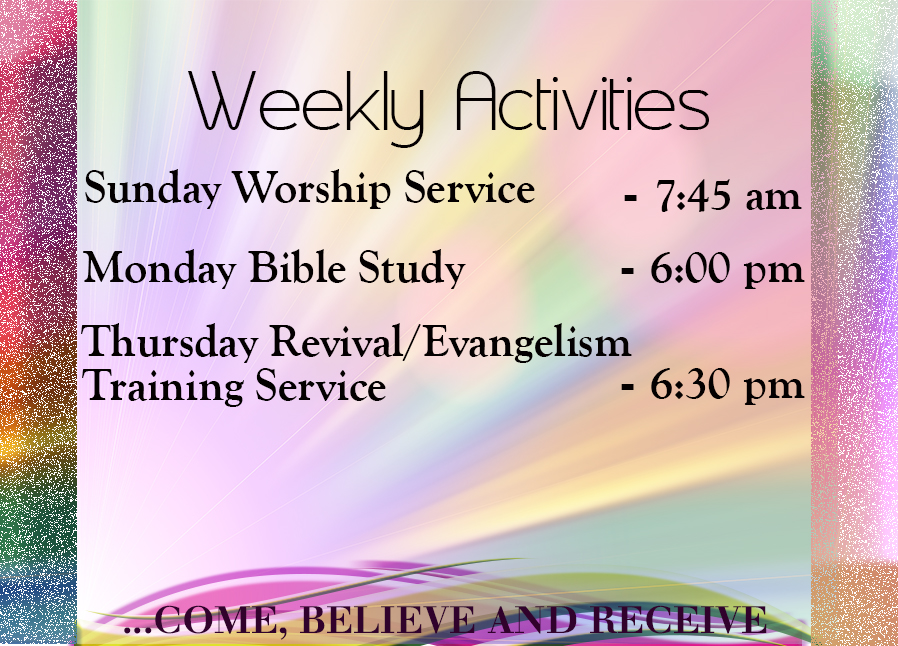 Weekly Activities
Sunday Worship Service - 7:45 am
Monday Bible Study - 6:00 pm
Thursday Revival/Evangelism
Training Service - 6:30 pm
...COME, BELIEVE AND RECEIVE